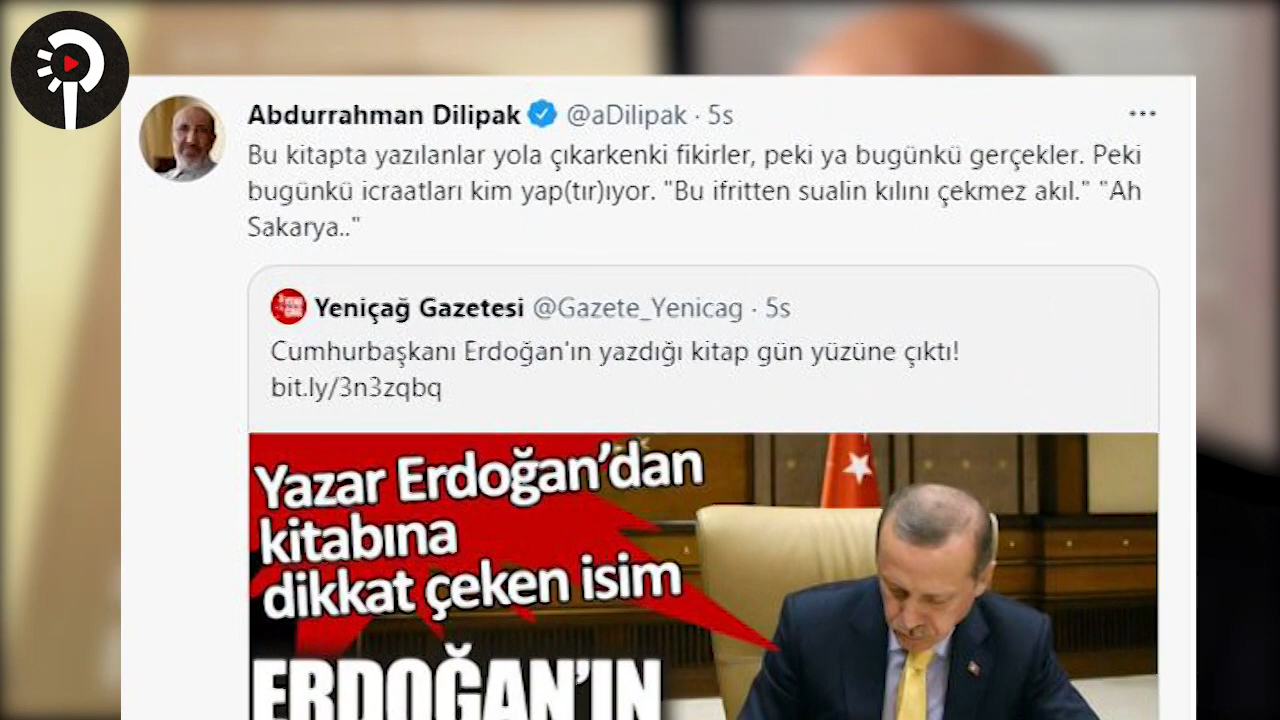 Abdurrahman Dilipak @aDilipak · 5s
Bu kitapta yazılanlar yola çıkarkenki fikirler, peki ya bugünkü gerçekler. Peki
bugünkü icraatları kim yap(tır)ıyor. "Bu ifritten sualin kılını çekmez akıl." "Ah
Sakarya.."
Yeniçağ Gazetesi @Gazete_Yenicag · 5s
Cumhurbaşkanı Erdoğan'ın yazdığı kitap gün yüzüne çıktı!
bit.ly/3n3zqbq
Yazar Erdoğan'dan
kitabına
dikkat çeken isim
ERDOĞAN'IN